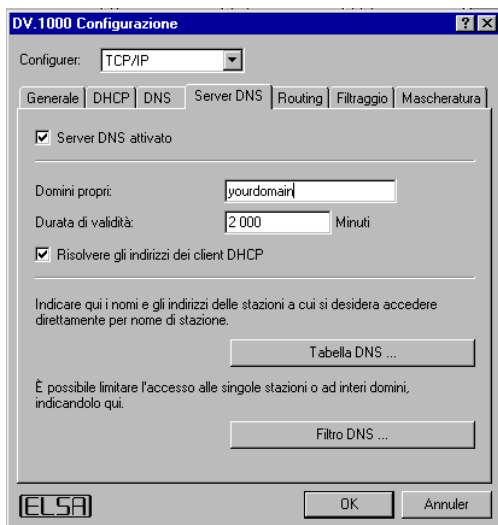 DV.1000 Configurazione
Configurer: TCP/IP
Generale DHCP DNS Server DNS Routing Filtraggio Mascheratura
Server DNS attivato
Domini propri: yourdomain
Durata di validità: 2 000 Minuti
Risolvere gli indirizzi dei client DHCP
Indicare qui i nomi e gli indirizzi delle stazioni a cui si desidera accedere
direttamente per nome di stazione.
Tabella DNS ...
È possibile limitare l'accesso alle singole stazioni o ad interi domini,
indicandolo qui.
Filtro DNS ...
ELSA OK Annuler